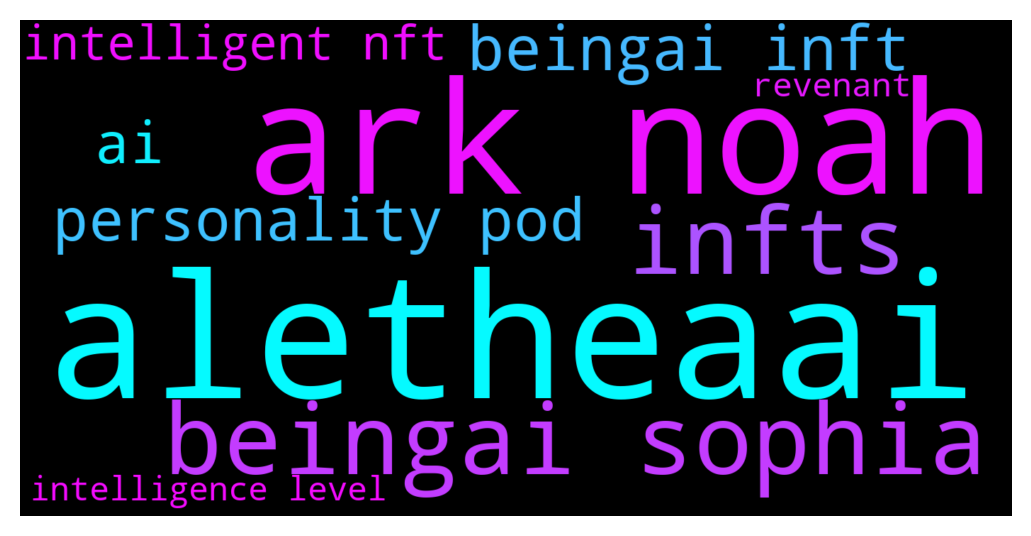 intelligent nft
beingai inft
revenant
ark noah
ai
personality pod
infts
aletheaai
beingai sophia
intelligence level